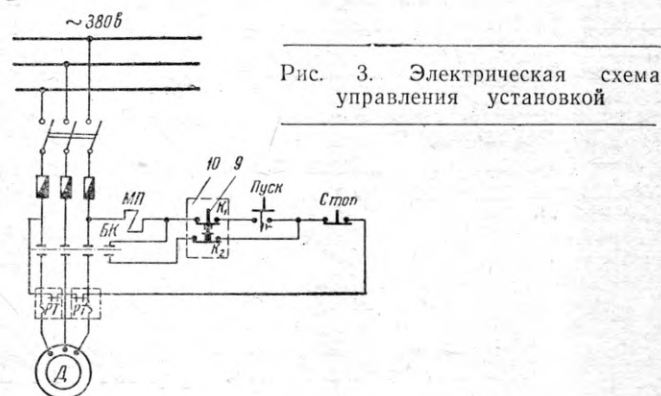 ~380в
Рис. 3. Электрическая схема
управления установкой
10 9 Пуск
МП К₁ Стоп
БК
К₂
РТ РТ
Д